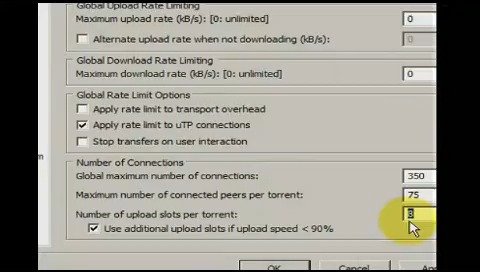 Global Upload Rate Limiting
Maximum upload rate (kB/s): [0: unlimited]
0
Alternate upload rate when not downloading (kB/s):
0
Global Download Rate Limiting
Maximum download rate (kB/s): [0: unlimited]
0
Global Rate Limit Options
Apply rate limit to transport overhead
Apply rate limit to uTP connections
Stop transfers on user interaction
Number of Connections
Global maximum number of connections:
350
Maximum number of connected peers per torrent:
75
Number of upload slots per torrent:
8
Use additional upload slots if upload speed < 90%
OK
Cancel